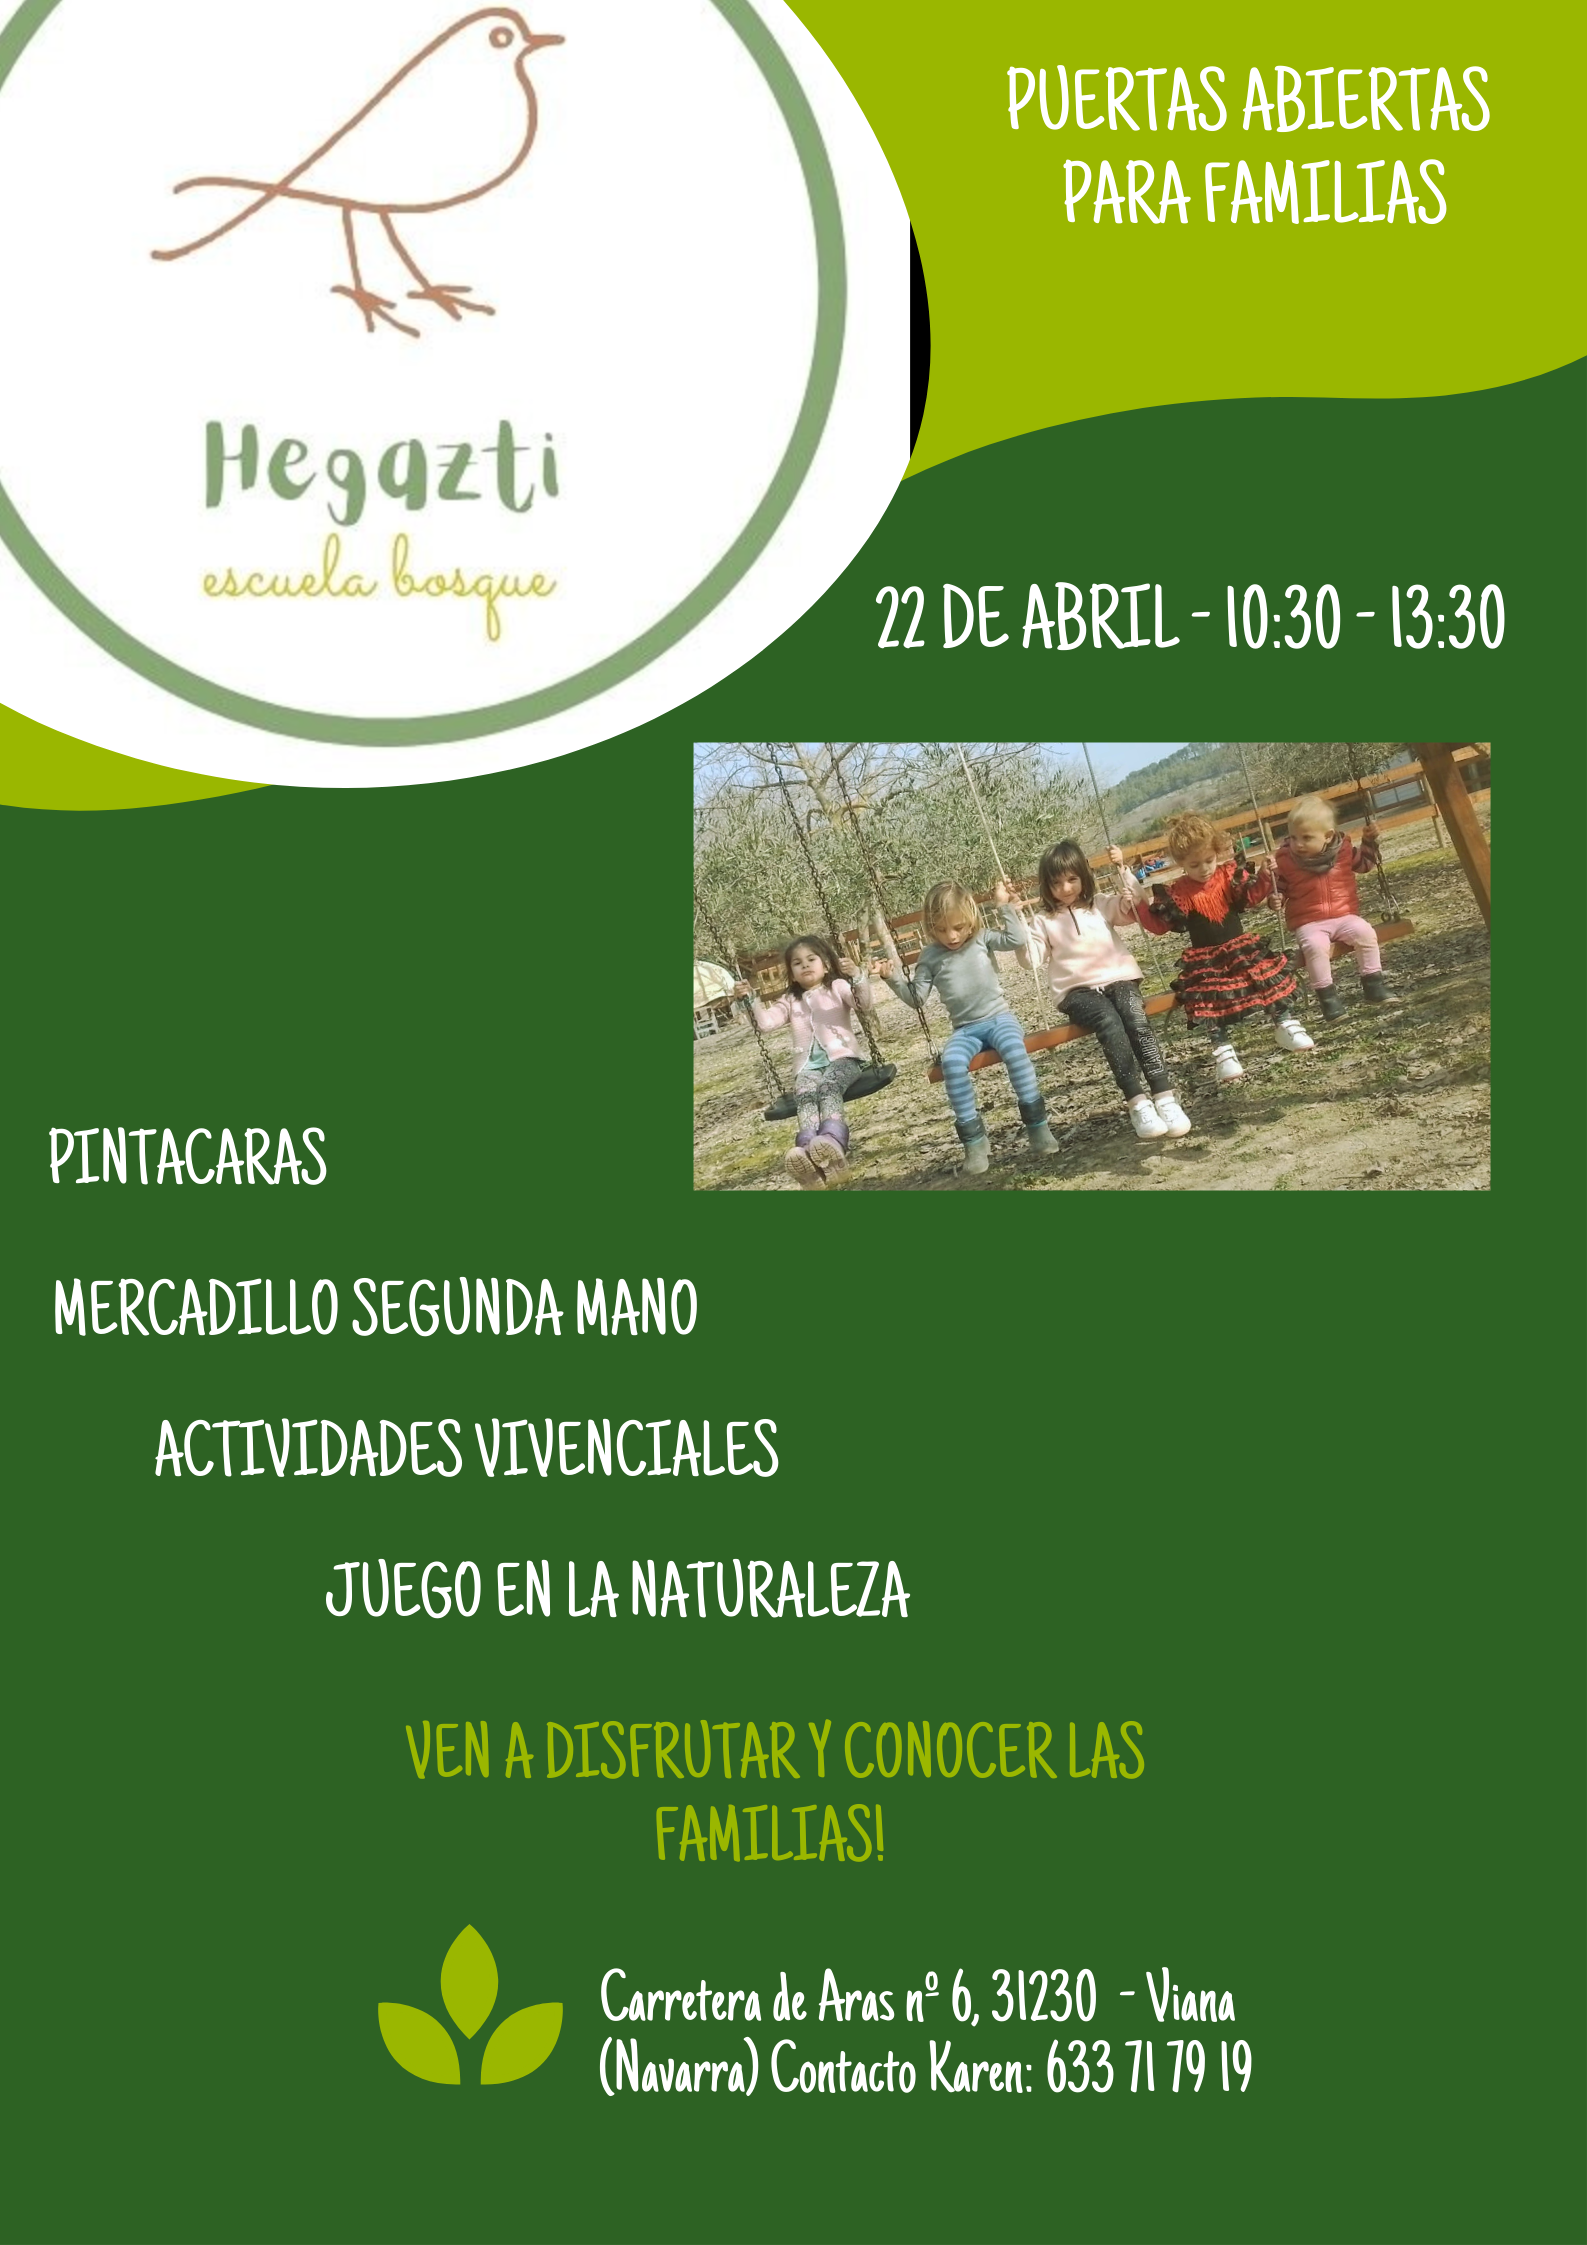 PUERTAS ABIERTAS
PARA FAMILIAS
Hegazti
escuela bosque
22 DE ABRIL - 10:30 - 13:30
PINTACARAS
MERCADILLO SEGUNDA MANO
ACTIVIDADES VIVENCIALES
JUEGO EN LA NATURALEZA
VEN A DISFRUTAR Y CONOCER LAS
FAMILIAS!
Carretera de Aras nº 6, 31230 - Viana
(Navarra) Contacto Karen: 633 71 79 19